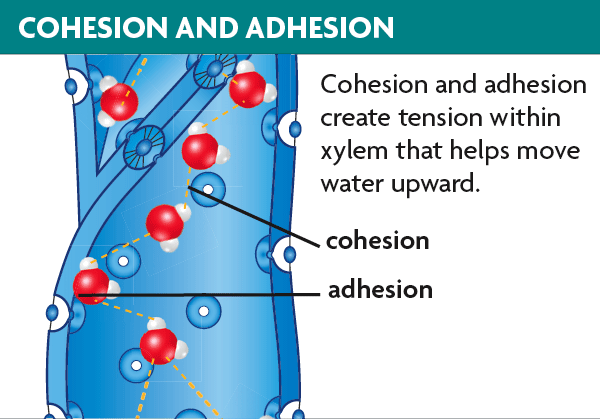 COHESION AND ADHESION
Cohesion and adhesion
create tension within
xylem that helps move
water upward.
cohesion
adhesion